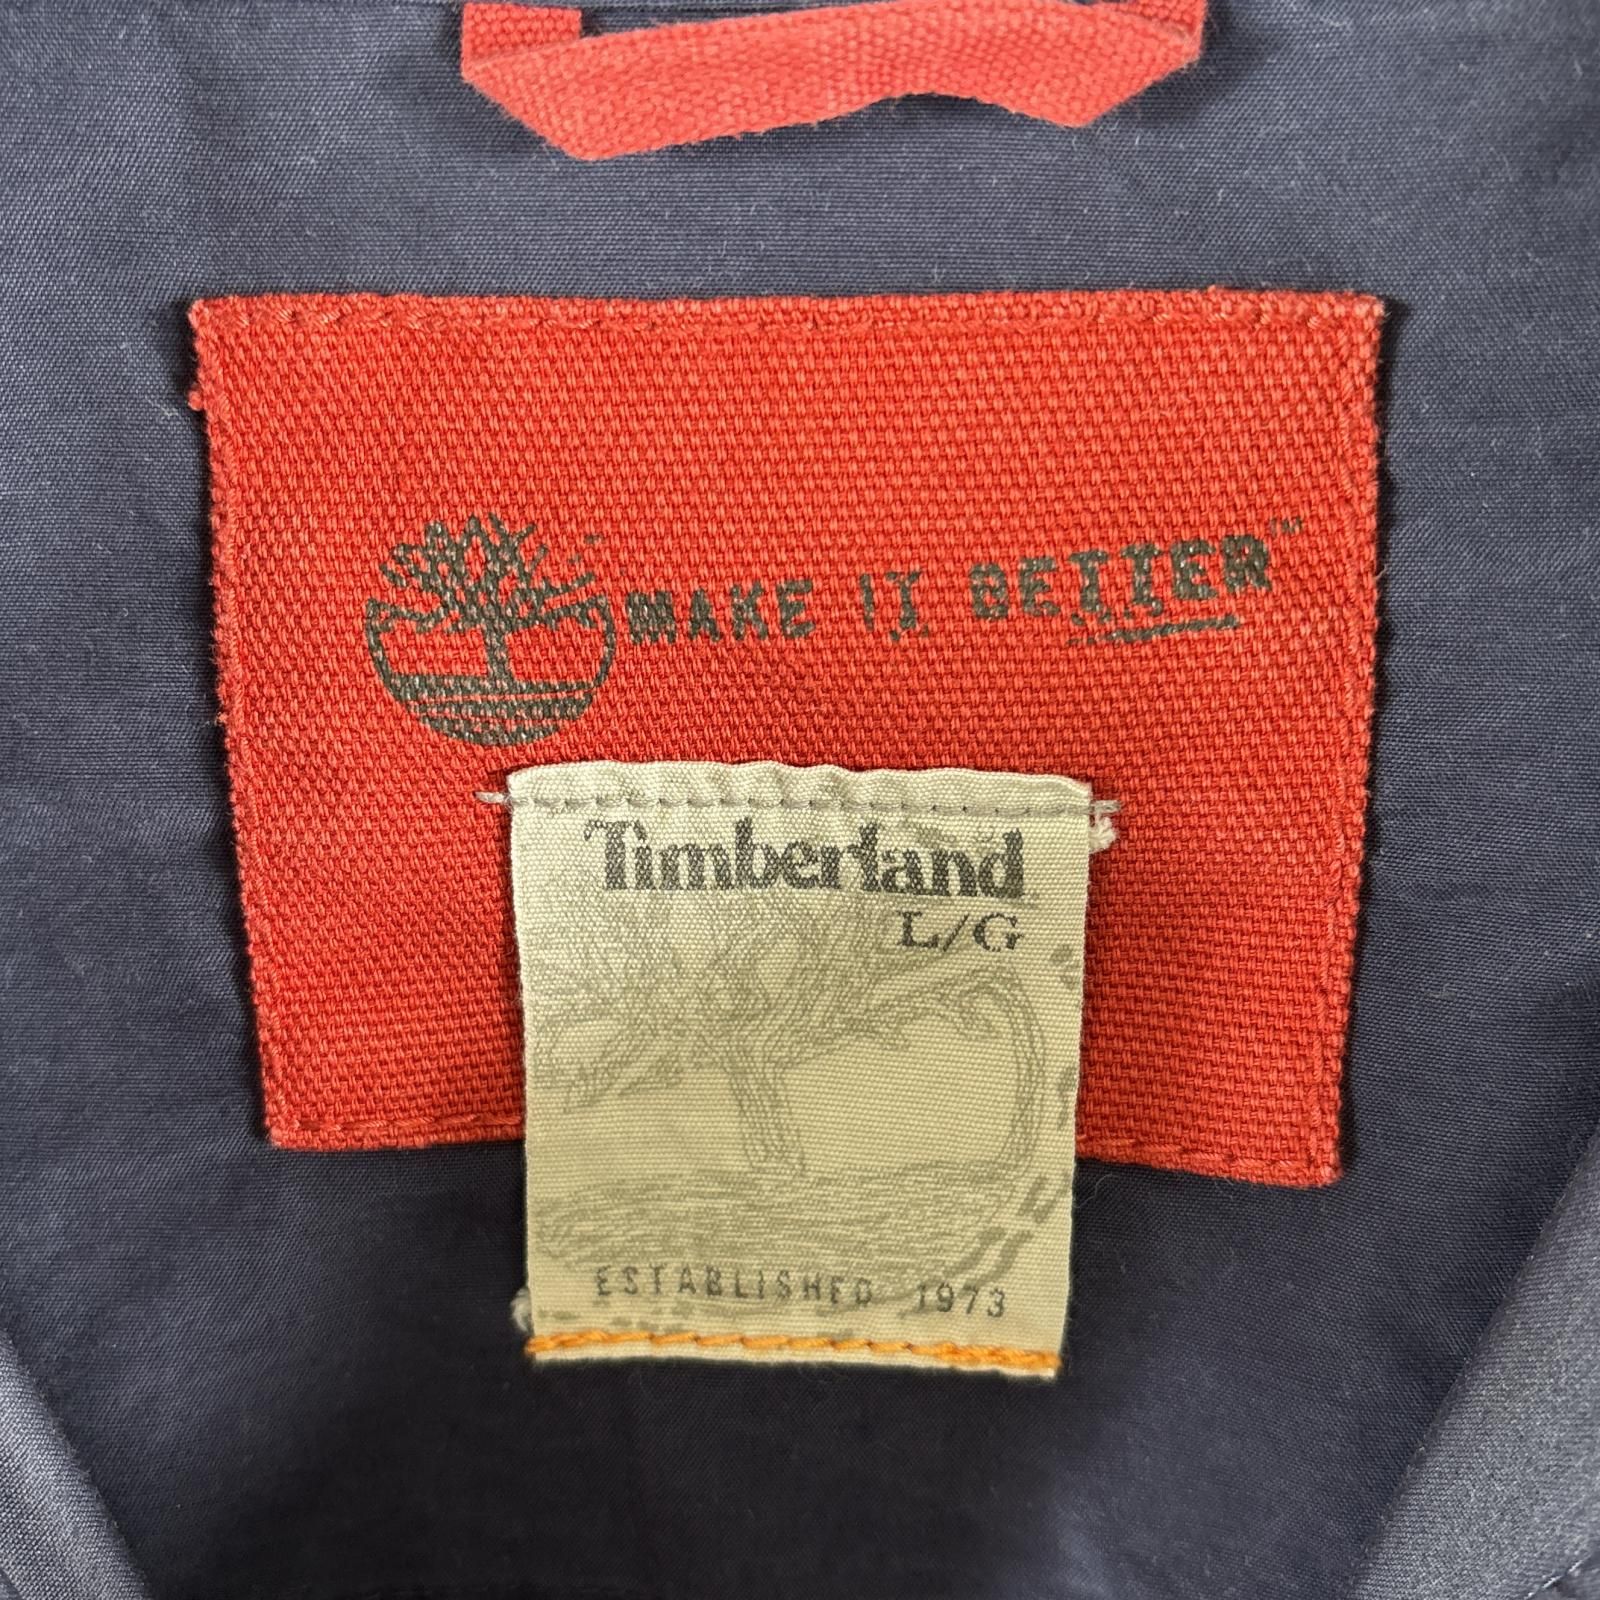 MAKE IT BETTER™
Timberland
L/G
ESTABLISHED 1973